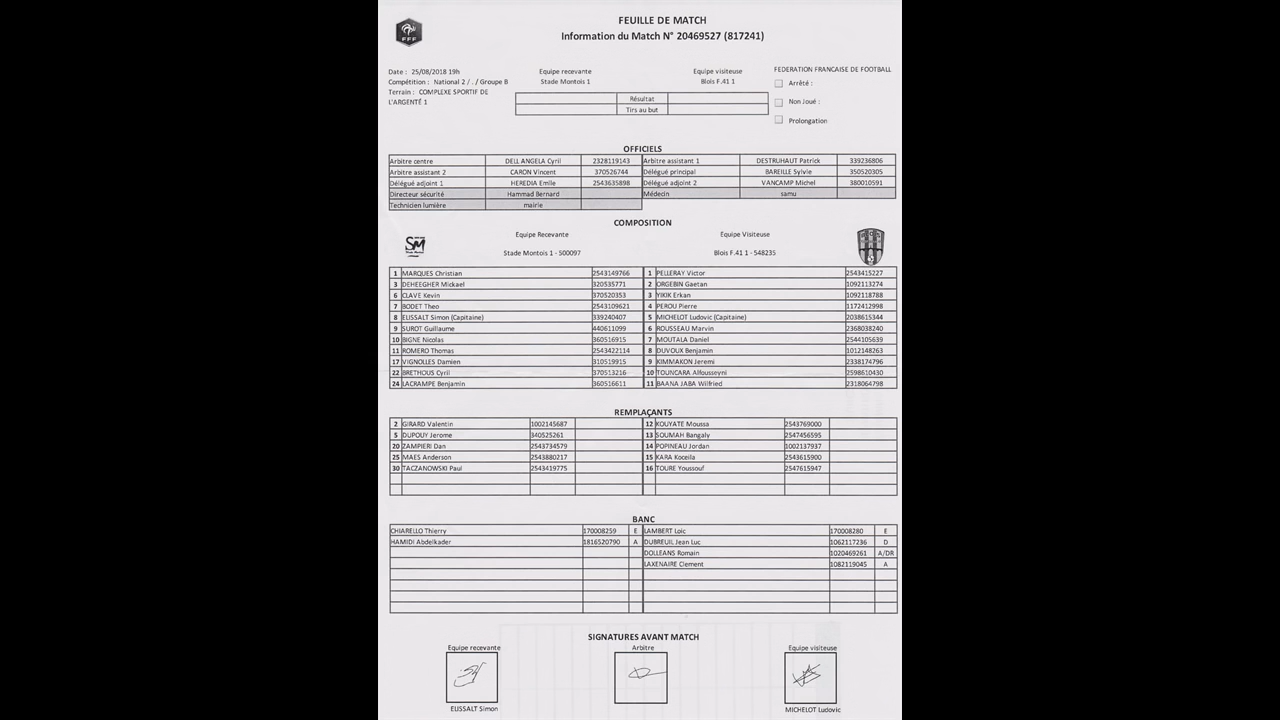 FFF
FEUILLE DE MATCH
Information du Match N° 20469527 (817241)
Date : 25/08/2018 19h
Compétition : National 2 / . / Groupe B
Terrain : COMPLEXE SPORTIF DE
L'ARGENTÉ 1
Equipe recevante
Stade Montois 1
Equipe visiteuse
Blois F.41 1
Résultat
Tirs au but
FEDERATION FRANCAISE DE FOOTBALL
Arrêté :
Non Joué :
Prolongation
OFFICIELS
Arbitre centre DELL ANGELA Cyril 2328119143 Arbitre assistant 1 DESTRUHAUT Patrick 339236806
Arbitre assistant 2 CARON Vincent 370526744 Délégué principal BAREILLE Sylvie 350520305
Délégué adjoint 1 HEREDIA Emile 2543635898 Délégué adjoint 2 VANCAMP Michel 380010591
Directeur sécurité Hammad Bernard Médecin samu
Technicien lumière mairie
COMPOSITION
SM
Equipe Recevante Equipe Visiteuse
Stade Montois 1 - 500097 Blois F.41 1 - 548235
1 MARQUES Christian 2543149766 1 PELLERAY Victor 2543415227
3 DEHEEGHER Mickael 320535771 2 ORGEBIN Gaetan 1092113274
6 CLAVE Kevin 370520353 3 YIKIK Erkan 1092118788
7 BODET Theo 2543109621 4 PEROU Pierre 1172412998
8 ELISSALT Simon (Capitaine) 339240407 5 MICHELOT Ludovic (Capitaine) 2038615344
9 SUROT Guillaume 440611099 6 ROUSSEAU Marvin 2368038240
10 BIGNE Nicolas 360516915 7 MOUTALA Daniel 2544105639
11 ROMERO Thomas 2543422114 8 DUVOUX Benjamin 1012148263
17 VIGNOLLES Damien 310519915 9 KIMMAKON Jeremi 2338174796
22 BRETHOUS Cyril 370513216 10 TOUNCARA Alfousseyni 2598610430
24 LACRAMPE Benjamin 360516611 11 BAANA JABA Wilfried 2318064798
REMPLAÇANTS
2 GIRARD Valentin 1002145687 12 KOUYATE Moussa 2543769000
5 DUPOUY Jerome 340525261 13 SOUMAH Bangaly 2547456595
20 ZAMPIERI Dan 2543734579 14 POPINEAU Jordan 1002137937
25 MAES Anderson 2543880217 15 KARA Koceila 2543615900
30 TACZANOWSKI Paul 2543419775 16 TOURE Youssouf 2547615947
BANC
CHIARELLO Thierry 170008259 E LAMBERT Loic 170008280 E
HAMIDI Abdelkader 1816520790 A DUBREUIL Jean Luc 1062117236 D
DOLLEANS Romain 1020469261 A/DR
LAXENAIRE Clement 1082119045 A
SIGNATURES AVANT MATCH
Equipe recevante Arbitre Equipe visiteuse
ELISSALT Simon MICHELOT Ludovic